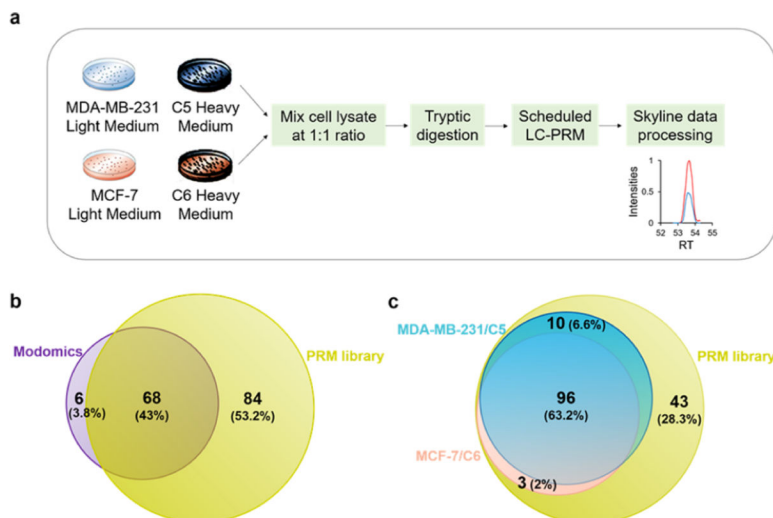 a
MDA-MB-231
Light Medium
C5 Heavy
Medium
MCF-7
Light Medium
C6 Heavy
Medium
Mix cell lysate
at 1:1 ratio
Tryptic
digestion
Scheduled
LC-PRM
Skyline data
processing
Intensities
1
0.5
0
52 53 54 55
RT
b
Modomics
PRM library
6
(3.8%)
68
(43%)
84
(53.2%)
c
MDA-MB-231/C5
10 (6.6%)
PRM library
96
(63.2%)
43
(28.3%)
MCF-7/C6
3 (2%)